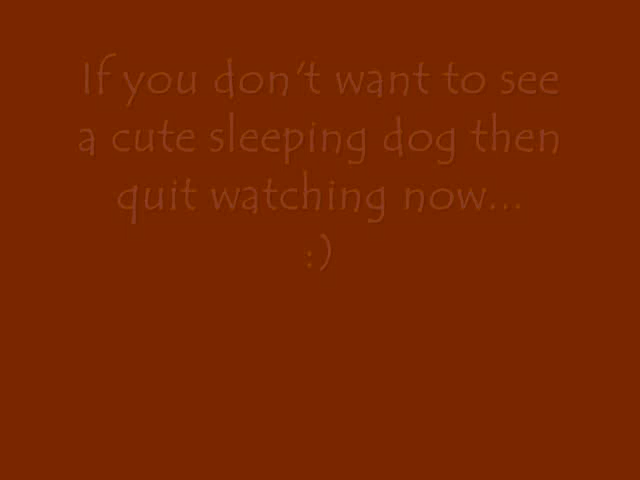 If you don't want to see
a cute sleeping dog then
quit watching now...
:)